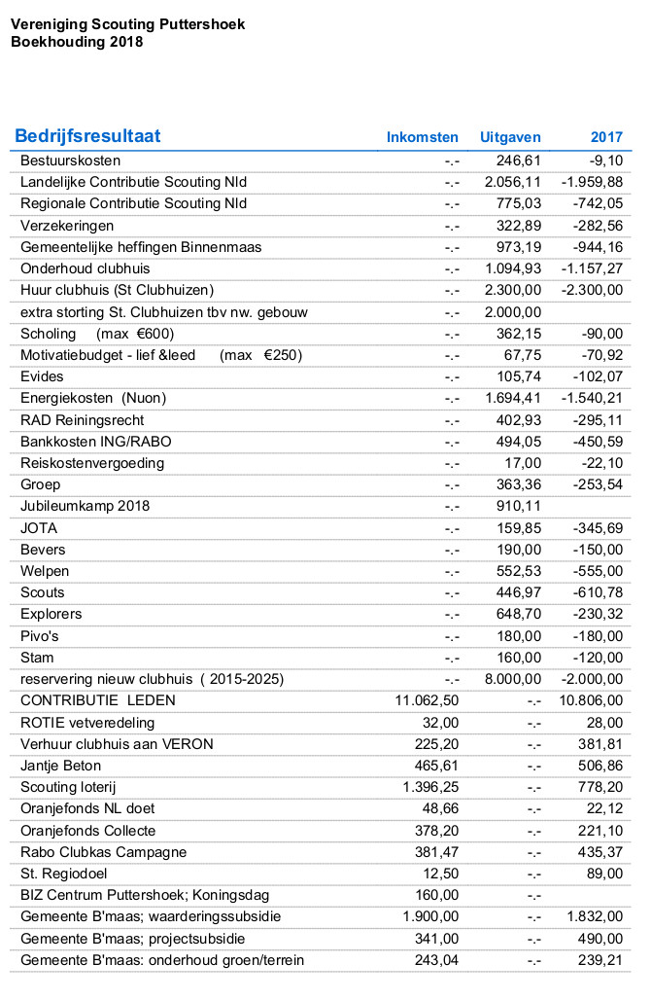 Vereniging Scouting Puttershoek
Boekhouding 2018
Bedrijfsresultaat Inkomsten Uitgaven 2017
Bestuurskosten -.- 246,61 -9,10
Landelijke Contributie Scouting Nld -.- 2.056,11 -1.959,88
Regionale Contributie Scouting Nld -.- 775,03 -742,05
Verzekeringen -.- 322,89 -282,56
Gemeentelijke heffingen Binnenmaas -.- 973,19 -944,16
Onderhoud clubhuis -.- 1.094,93 -1.157,27
Huur clubhuis (St Clubhuizen) -.- 2.300,00 -2.300,00
extra storting St. Clubhuizen tbv nw. gebouw -.- 2.000,00
Scholing (max €600) -.- 362,15 -90,00
Motivatiebudget - lief &leed (max €250) -.- 67,75 -70,92
Evides -.- 105,74 -102,07
Energiekosten (Nuon) -.- 1.694,41 -1.540,21
RAD Reiningsrecht -.- 402,93 -295,11
Bankkosten ING/RABO -.- 494,05 -450,59
Reiskostenvergoeding -.- 17,00 -22,10
Groep -.- 363,36 -253,54
Jubileumkamp 2018 -.- 910,11
JOTA -.- 159,85 -345,69
Bevers -.- 190,00 -150,00
Welpen -.- 552,53 -555,00
Scouts -.- 446,97 -610,78
Explorers -.- 648,70 -230,32
Pivo's -.- 180,00 -180,00
Stam -.- 160,00 -120,00
reservering nieuw clubhuis ( 2015-2025) -.- 8.000,00 -2.000,00
CONTRIBUTIE LEDEN 11.062,50 -.- 10.806,00
ROTIE vetveredeling 32,00 -.- 28,00
Verhuur clubhuis aan VERON 225,20 -.- 381,81
Jantje Beton 465,61 -.- 506,86
Scouting loterij 1.396,25 -.- 778,20
Oranjefonds NL doet 48,66 -.- 22,12
Oranjefonds Collecte 378,20 -.- 221,10
Rabo Clubkas Campagne 381,47 -.- 435,37
St. Regiodoel 12,50 -.- 89,00
BIZ Centrum Puttershoek; Koningsdag 160,00 -.-
Gemeente B'maas; waarderingssubsidie 1.900,00 -.- 1.832,00
Gemeente B'maas; projectsubsidie 341,00 -.- 490,00
Gemeente B'maas: onderhoud groen/terrein 243,04 -.- 239,21